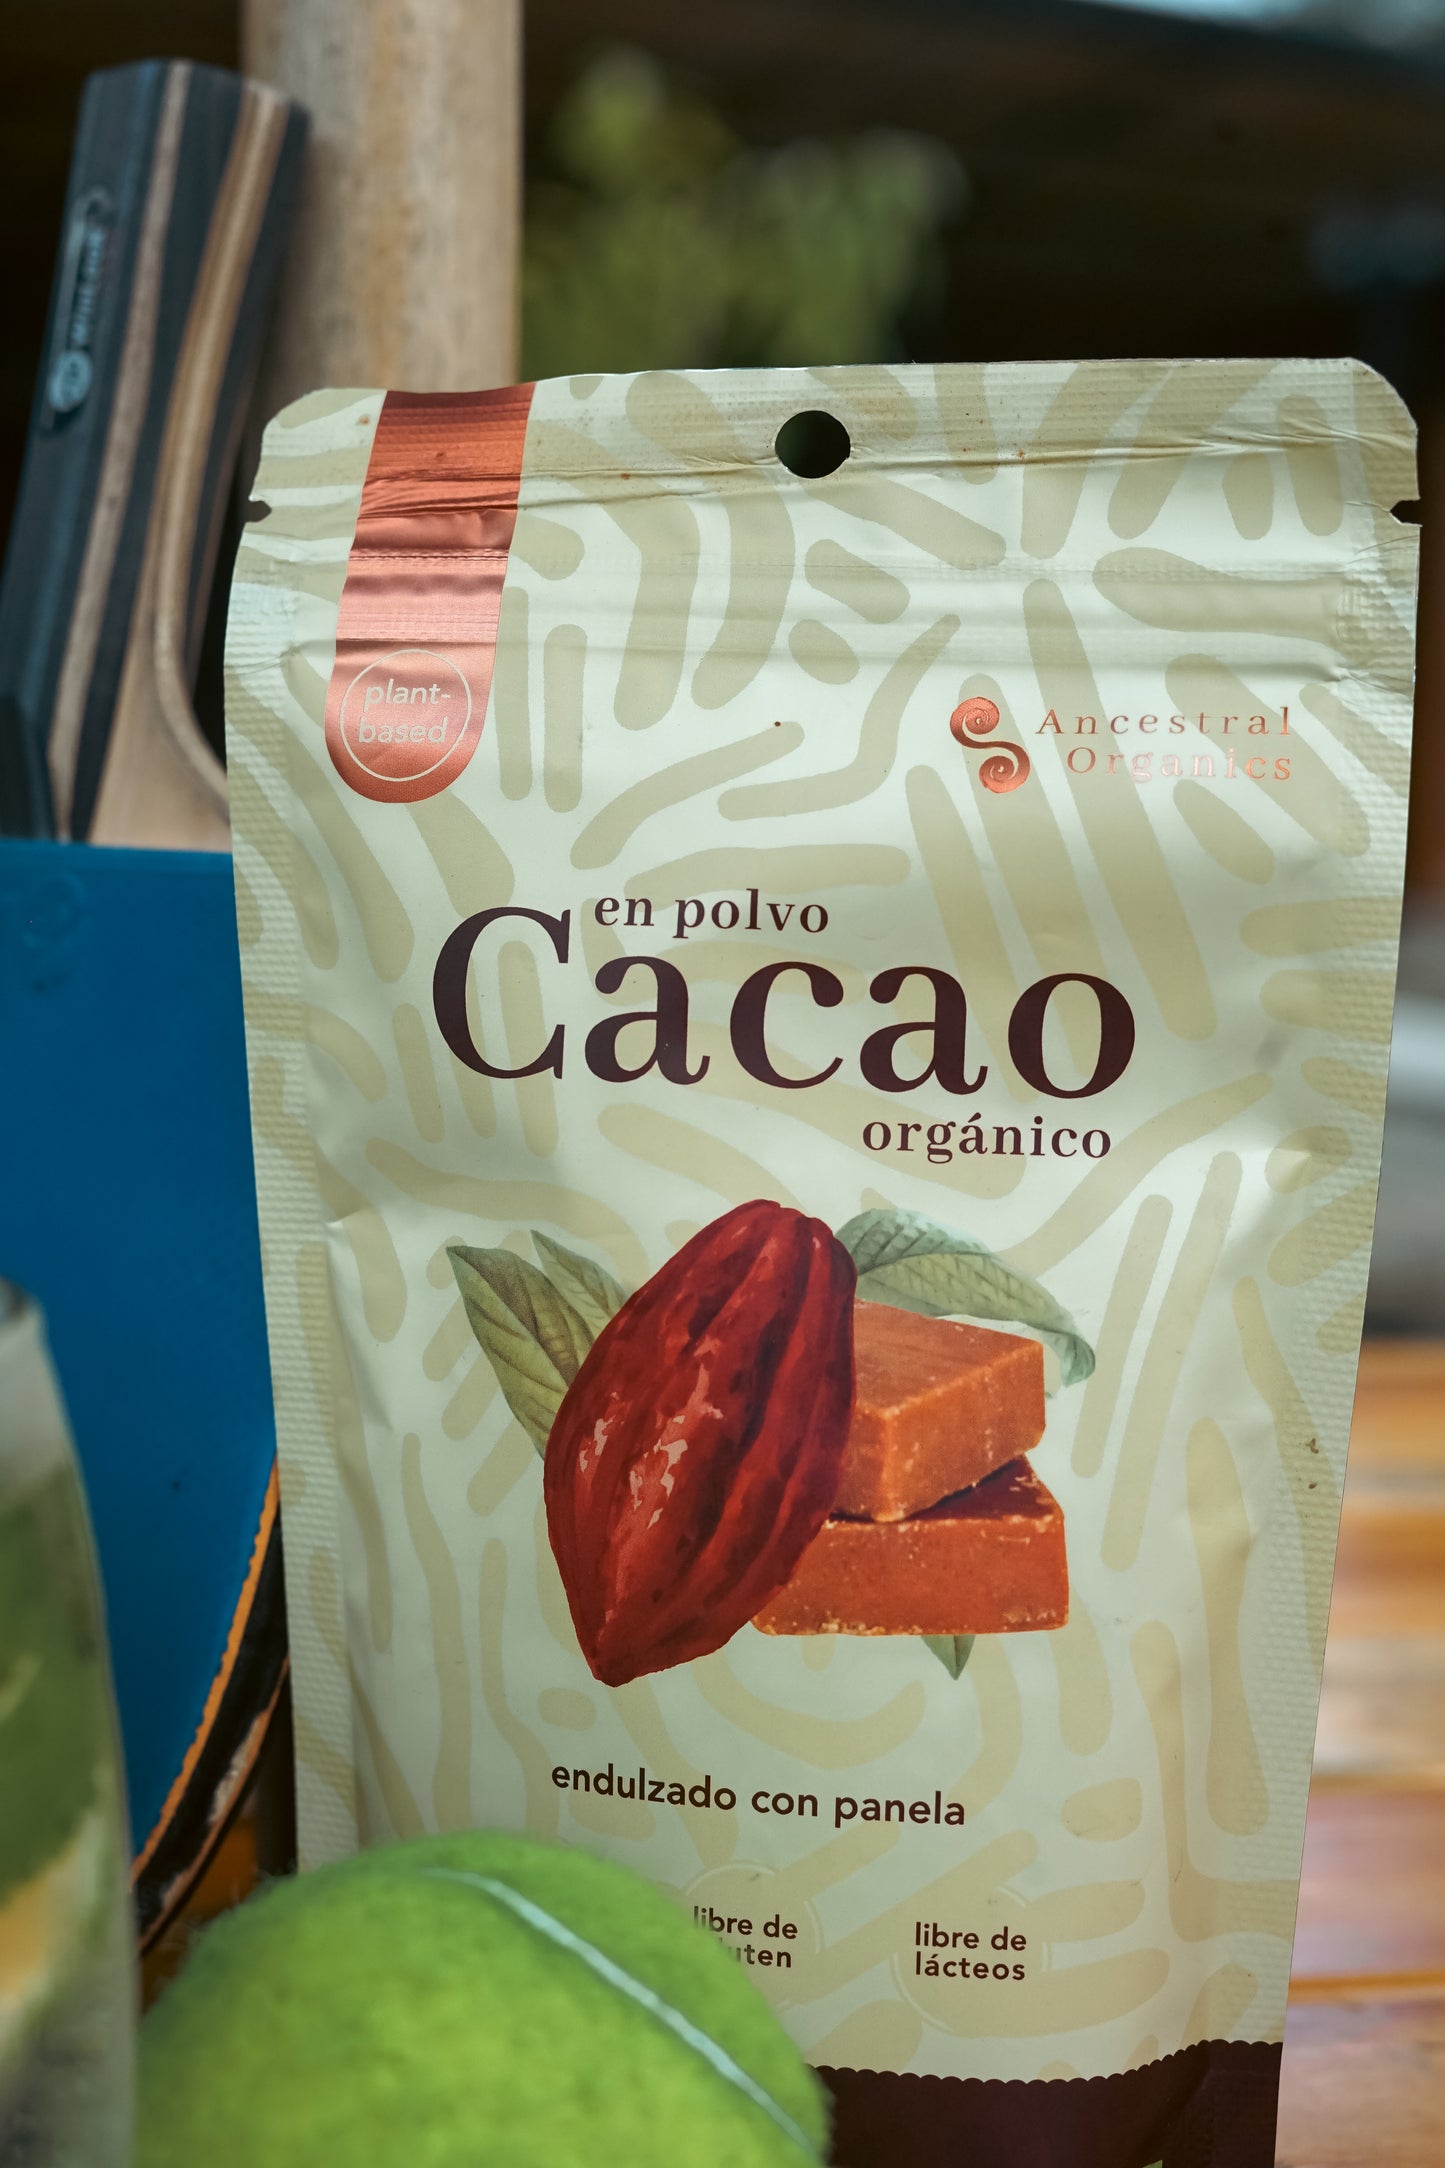 plant-
based
Ancestral
Organics
en polvo
Cacao
orgánico
endulzado con panela
libre de
libre de
lácteos